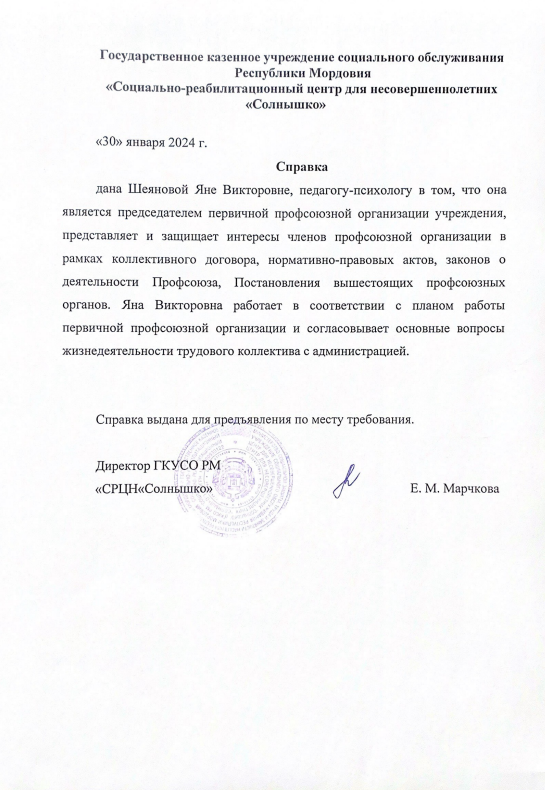 Государственное казенное учреждение социального обслуживания
Республики Мордовия
«Социально-реабилитационный центр для несовершеннолетних
«Солнышко»
«30» января 2024 г.
Справка
дана Шеяновой Яне Викторовне, педагогу-психологу в том, что она
является председателем первичной профсоюзной организации учреждения,
представляет и защищает интересы членов профсоюзной организации в
рамках коллективного договора, нормативно-правовых актов, законов о
деятельности Профсоюза, Постановления вышестоящих профсоюзных
органов. Яна Викторовна работает в соответствии с планом работы
первичной профсоюзной организации и согласовывает основные вопросы
жизнедеятельности трудового коллектива с администрацией.
Справка выдана для предъявления по месту требования.
Директор ГКУСО РМ
«СРЦН«Солнышко»
Е. М. Марчкова